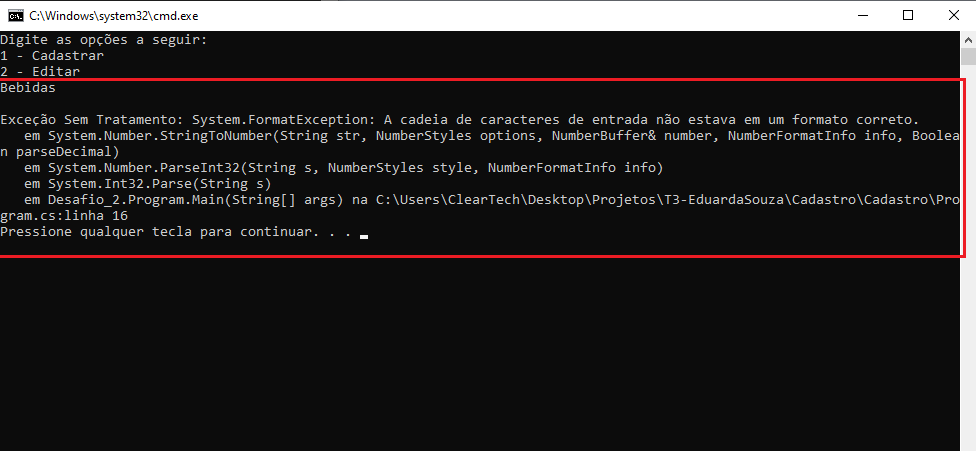 C:\Windows\system32\cmd.exe
Digite as opções a seguir:
1 - Cadastrar
2 - Editar
Bebidas
Exceção Sem Tratamento: System.FormatException: A cadeia de caracteres de entrada não estava em um formato correto.
   em System.Number.StringToNumber(String str, NumberStyles options, NumberBuffer& number, NumberFormatInfo info, Boolea
n parseDecimal)
   em System.Number.ParseInt32(String s, NumberStyles style, NumberFormatInfo info)
   em System.Int32.Parse(String s)
   em Desafio_2.Program.Main(String[] args) na C:\Users\ClearTech\Desktop\Projetos\T3-EduardaSouza\Cadastro\Cadastro\Pro
gram.cs:linha 16
Pressione qualquer tecla para continuar. . .